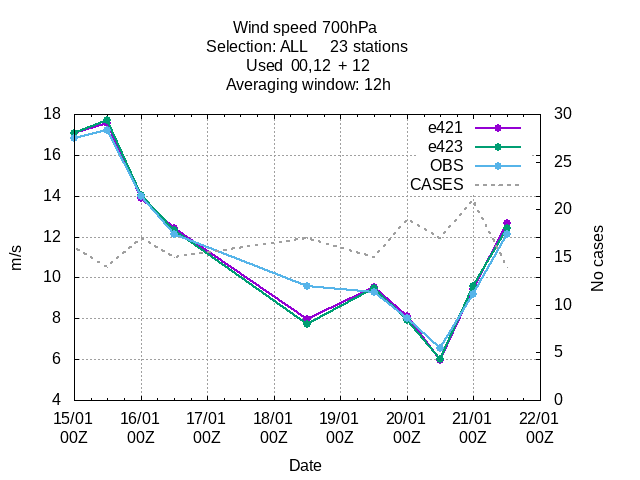 Wind speed 700hPa
Selection: ALL     23 stations
Used  00,12  + 12
Averaging window: 12h
18 30
e421
e423
OBS
CASES
16
14
12
10
8
6
4
25
20
15
10
5
0
m/s
No cases
15/01 16/01 17/01 18/01 19/01 20/01 21/01 22/01
00Z 00Z 00Z 00Z 00Z 00Z 00Z 00Z
Date